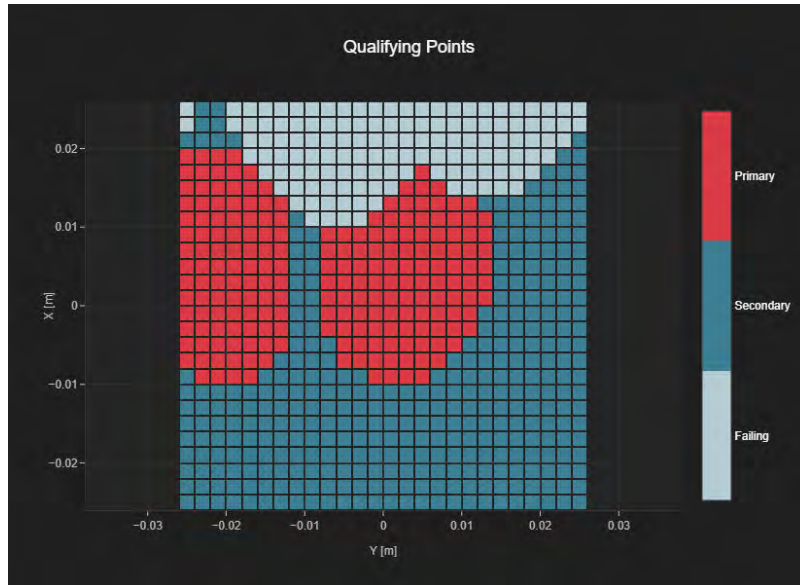 Qualifying Points
Primary
Secondary
Failing
X [m]
0.02
0.01
0
−0.01
−0.02
−0.03
−0.02
−0.01
0
0.01
0.02
0.03
Y [m]